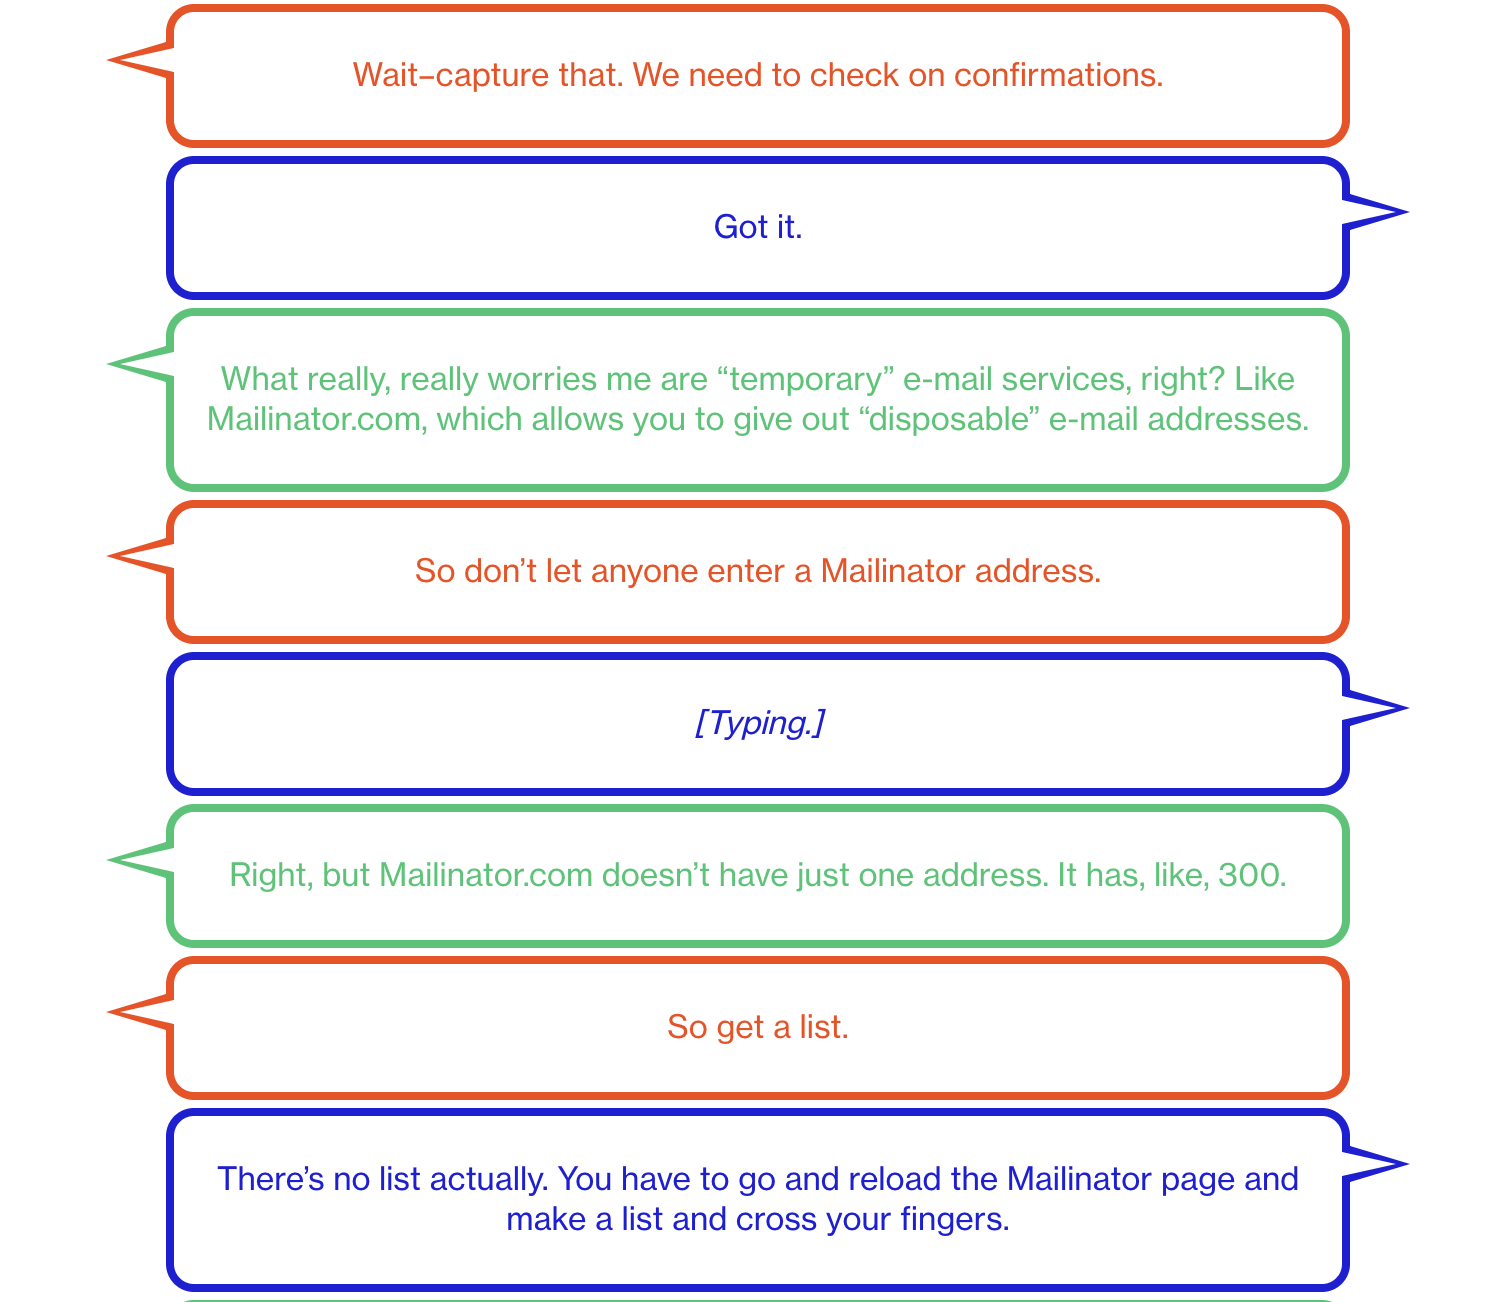 Wait–capture that. We need to check on confirmations.
Got it.
What really, really worries me are “temporary” e-mail services, right? Like
Mailinator.com, which allows you to give out “disposable” e-mail addresses.
So don’t let anyone enter a Mailinator address.
[Typing.]
Right, but Mailinator.com doesn’t have just one address. It has, like, 300.
So get a list.
There’s no list actually. You have to go and reload the Mailinator page and
make a list and cross your fingers.